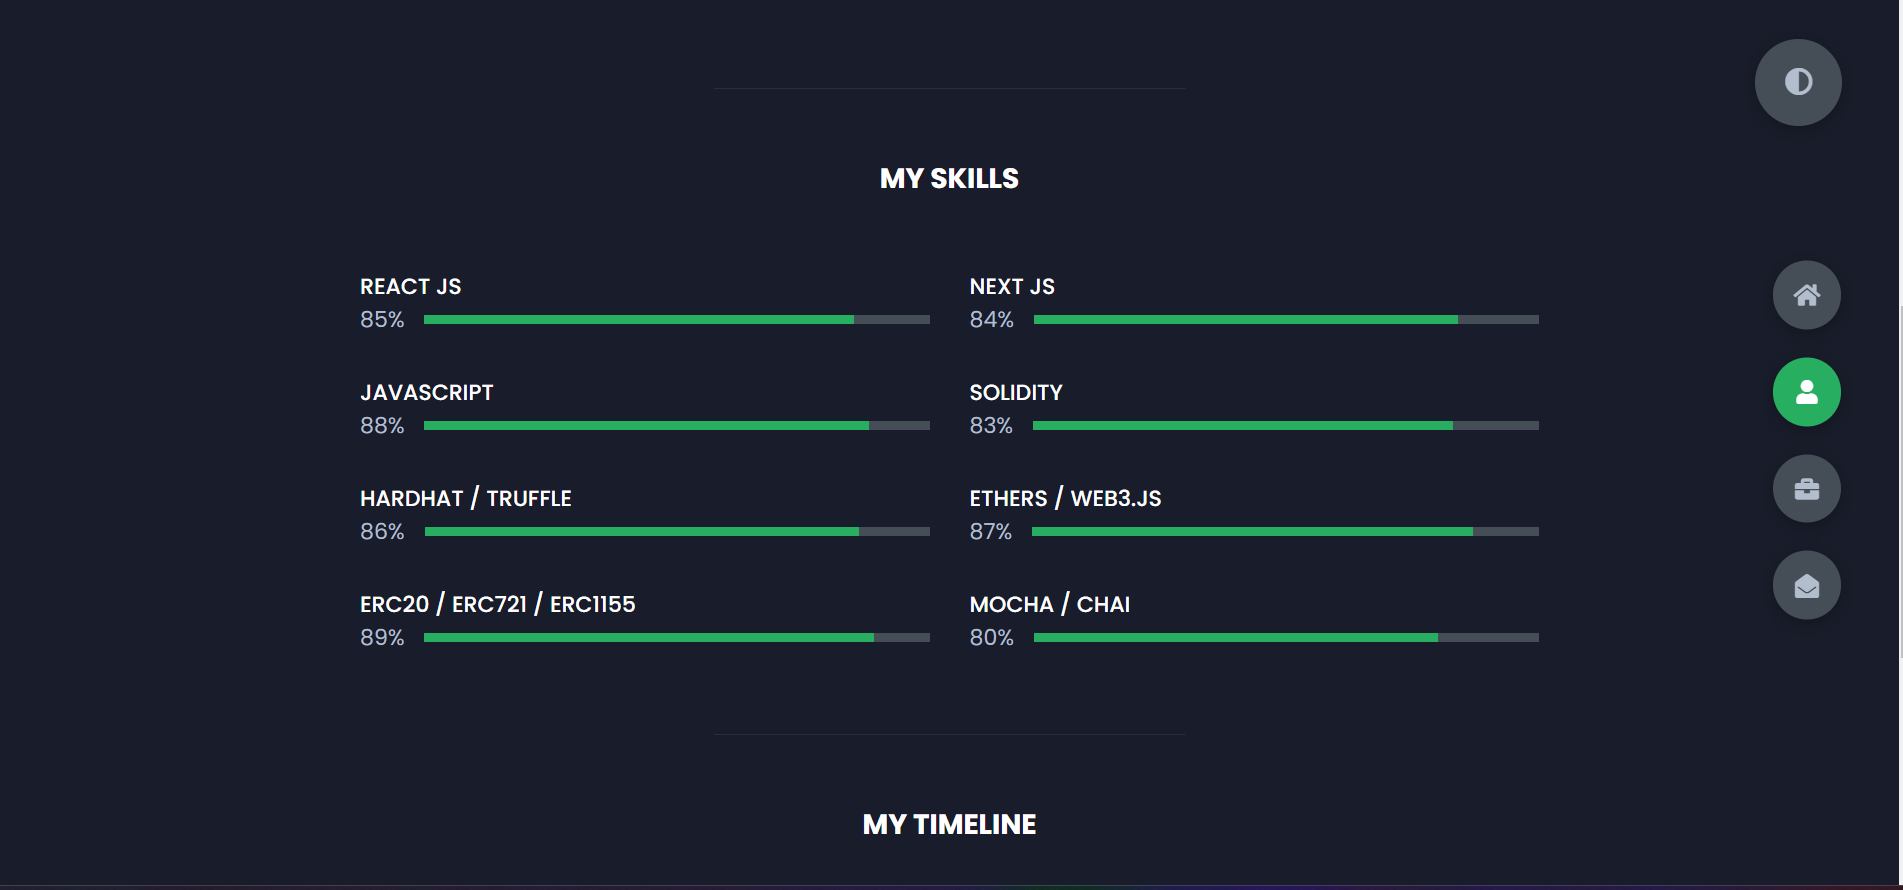 MY SKILLS
REACT JS
85%
NEXT JS
84%
JAVASCRIPT
88%
SOLIDITY
83%
HARDHAT / TRUFFLE
86%
ETHERS / WEB3.JS
87%
ERC20 / ERC721 / ERC1155
89%
MOCHA / CHAI
80%
MY TIMELINE